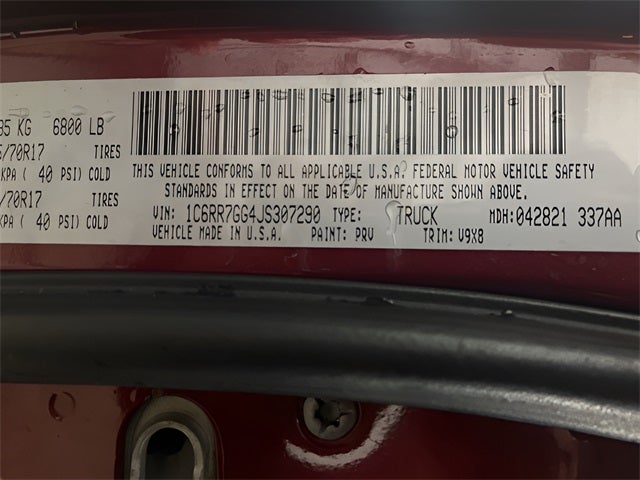 85 KG 6800 LB
/70R17 TIRES
KPA ( 40 PSI) COLD
/70R17 TIRES
KPA ( 40 PSI) COLD
THIS VEHICLE CONFORMS TO ALL APPLICABLE U.S.A. FEDERAL MOTOR VEHICLE SAFETY
STANDARDS IN EFFECT ON THE DATE OF MANUFACTURE SHOWN ABOVE.
VIN: 1C6RR7GG4JS307290 TYPE: TRUCK MDH: 042821 337AA
VEHICLE MADE IN U.S.A. PAINT: PRV TRIM: V9X8